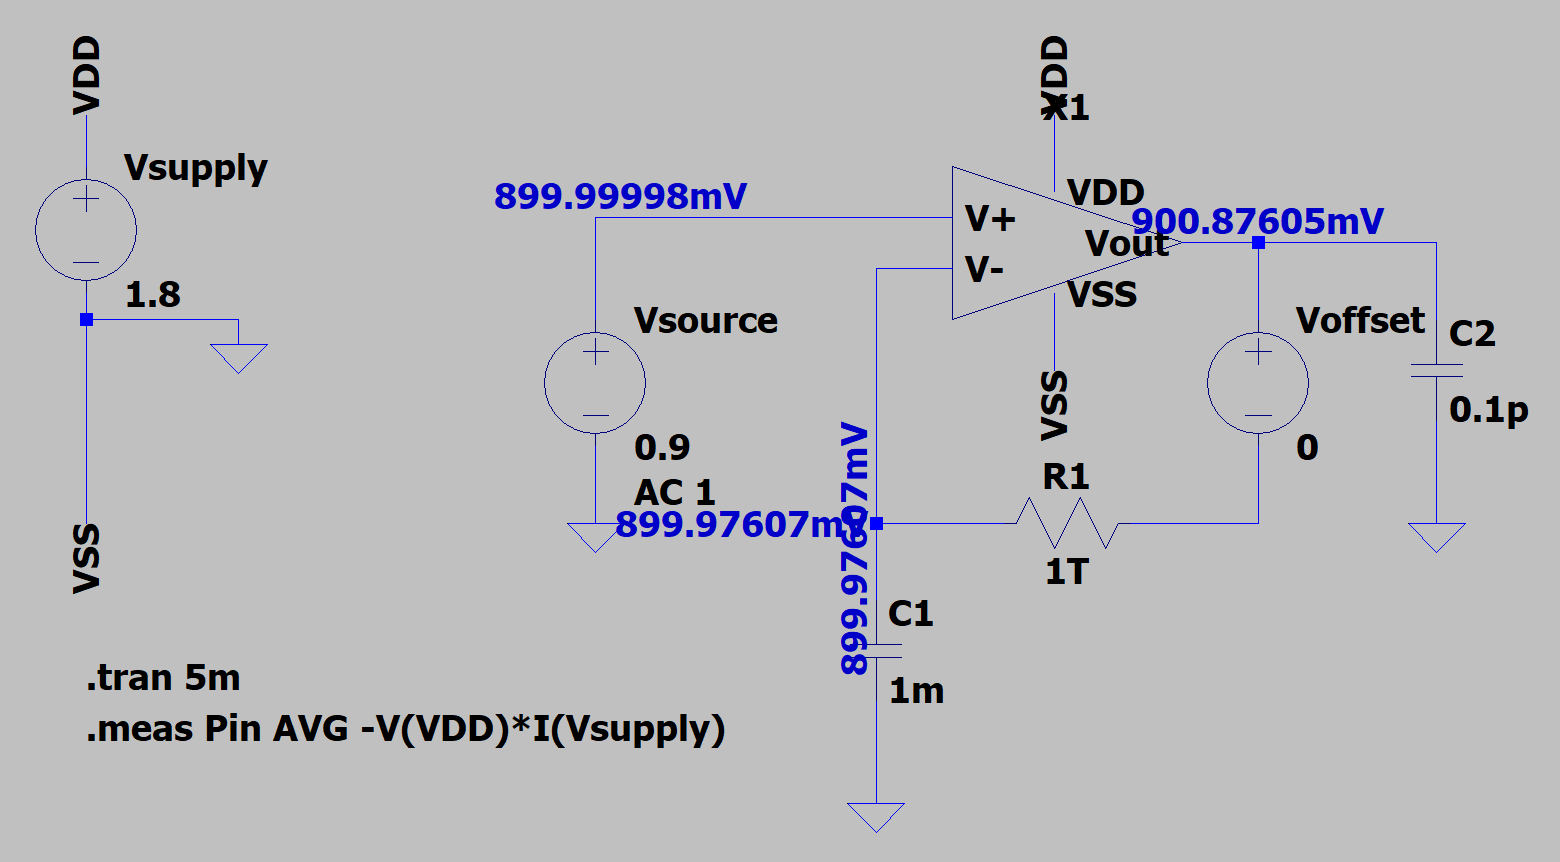 VDD
VDD
X1
Vsupply
899.99998mV
VDD
V+
900.87605mV
Vout
V-
1.8
VSS
Vsource
Voffset
C2
VSS
0.1p
0.9
0
R1
AC 1
899.97607mV
899.97607mV
VSS
1T
C1
1m
.tran 5m
.meas Pin AVG -V(VDD)*I(Vsupply)